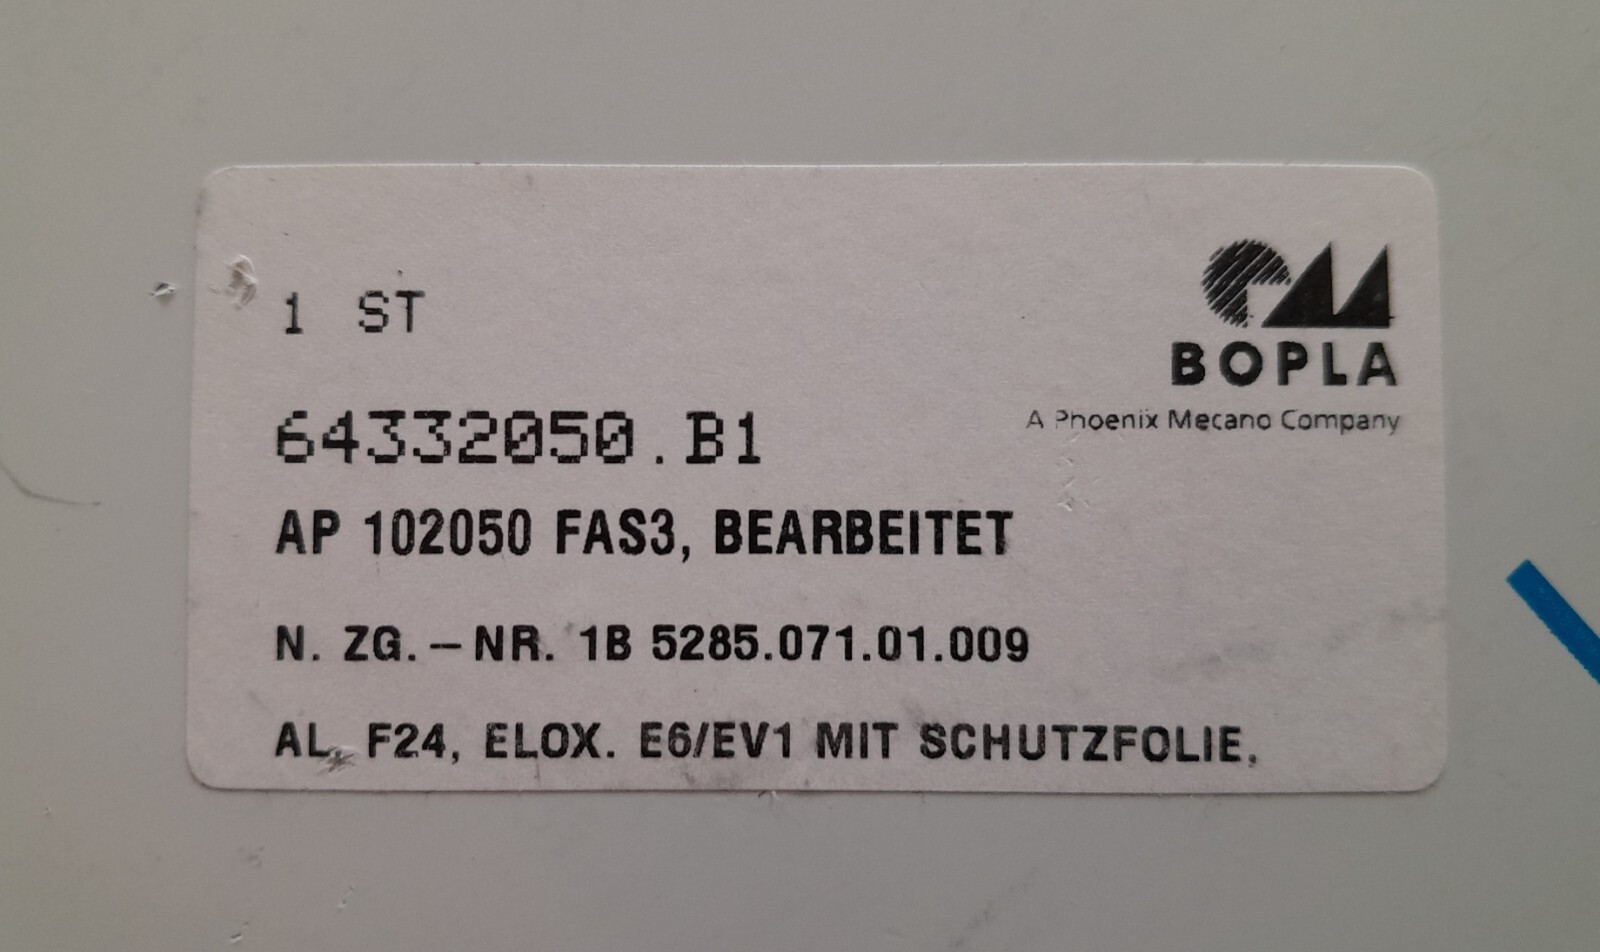 1 ST
BOPLA
A Phoenix Mecano Company
64332050.B1
AP 102050 FAS3, BEARBEITET
N. ZG.-NR. 1B 5285.071.01.009
AL. F24, ELOX. E6/EV1 MIT SCHUTZFOLIE.